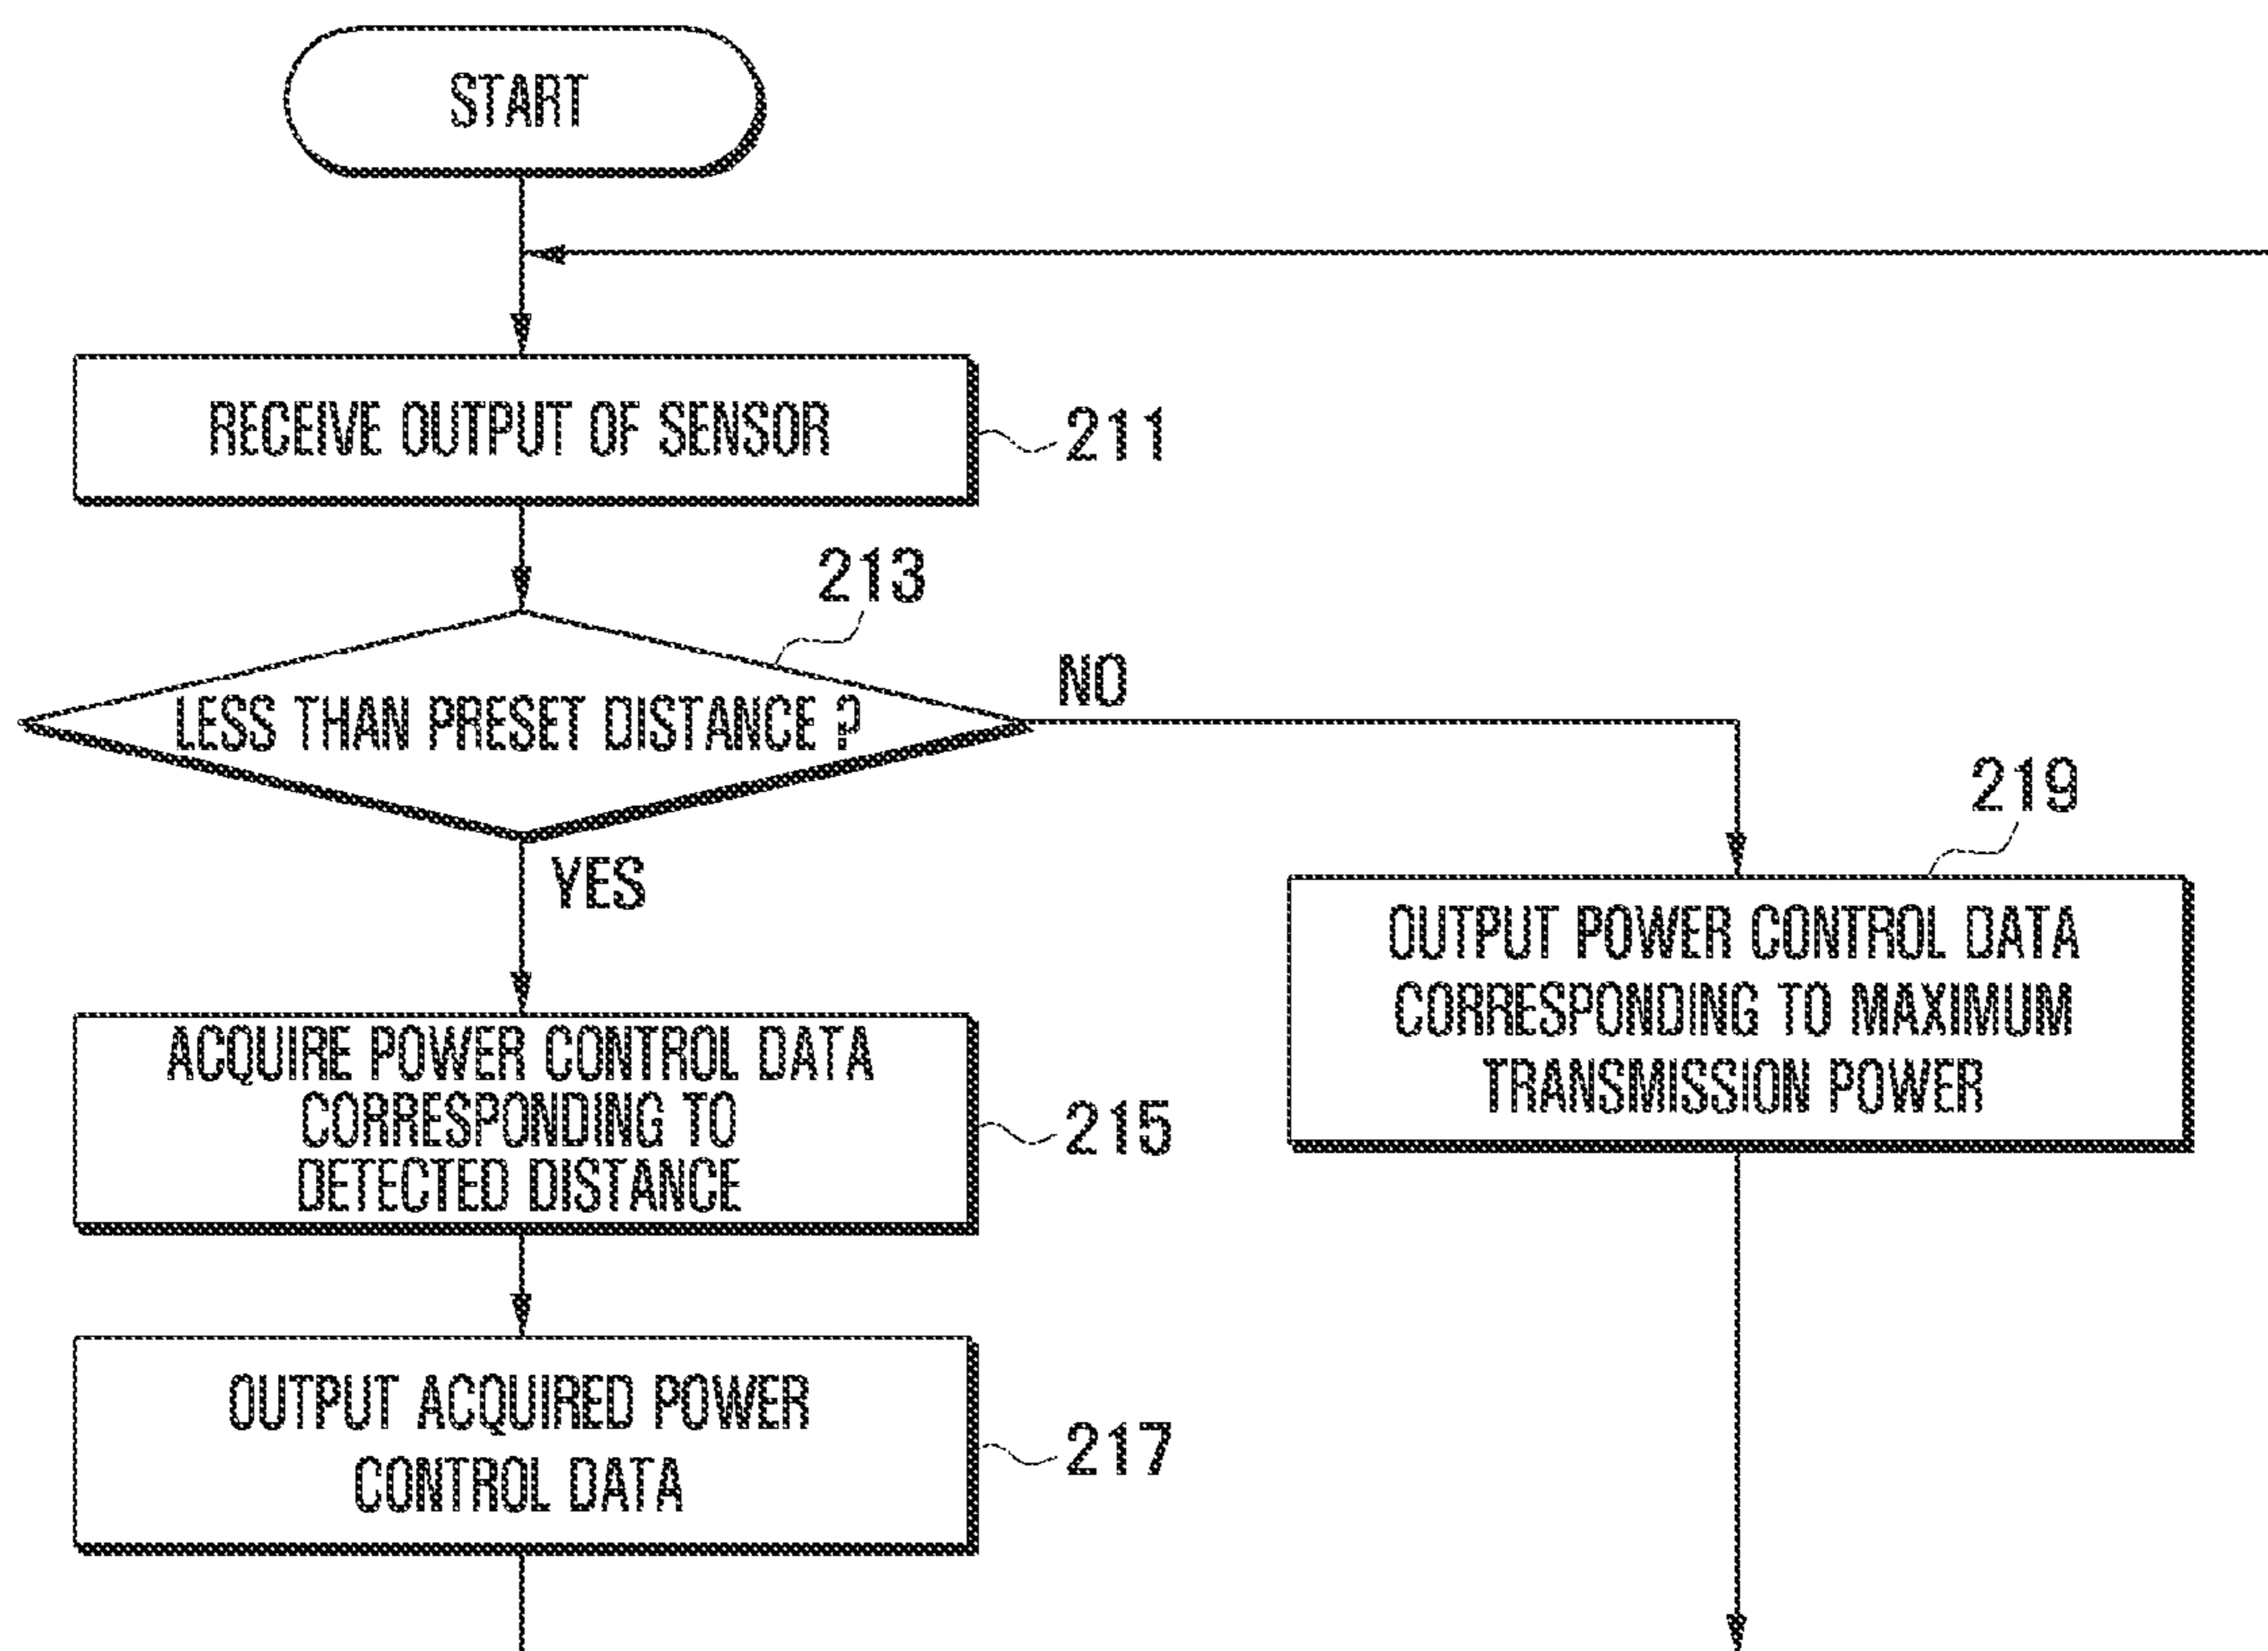 START
RECEIVE OUTPUT OF SENSOR
211
213
LESS THAN PRESET DISTANCE ?
NO
YES
219
OUTPUT POWER CONTROL DATA
CORRESPONDING TO MAXIMUM
TRANSMISSION POWER
ACQUIRE POWER CONTROL DATA
CORRESPONDING TO
DETECTED DISTANCE
215
OUTPUT ACQUIRED POWER
CONTROL DATA
217